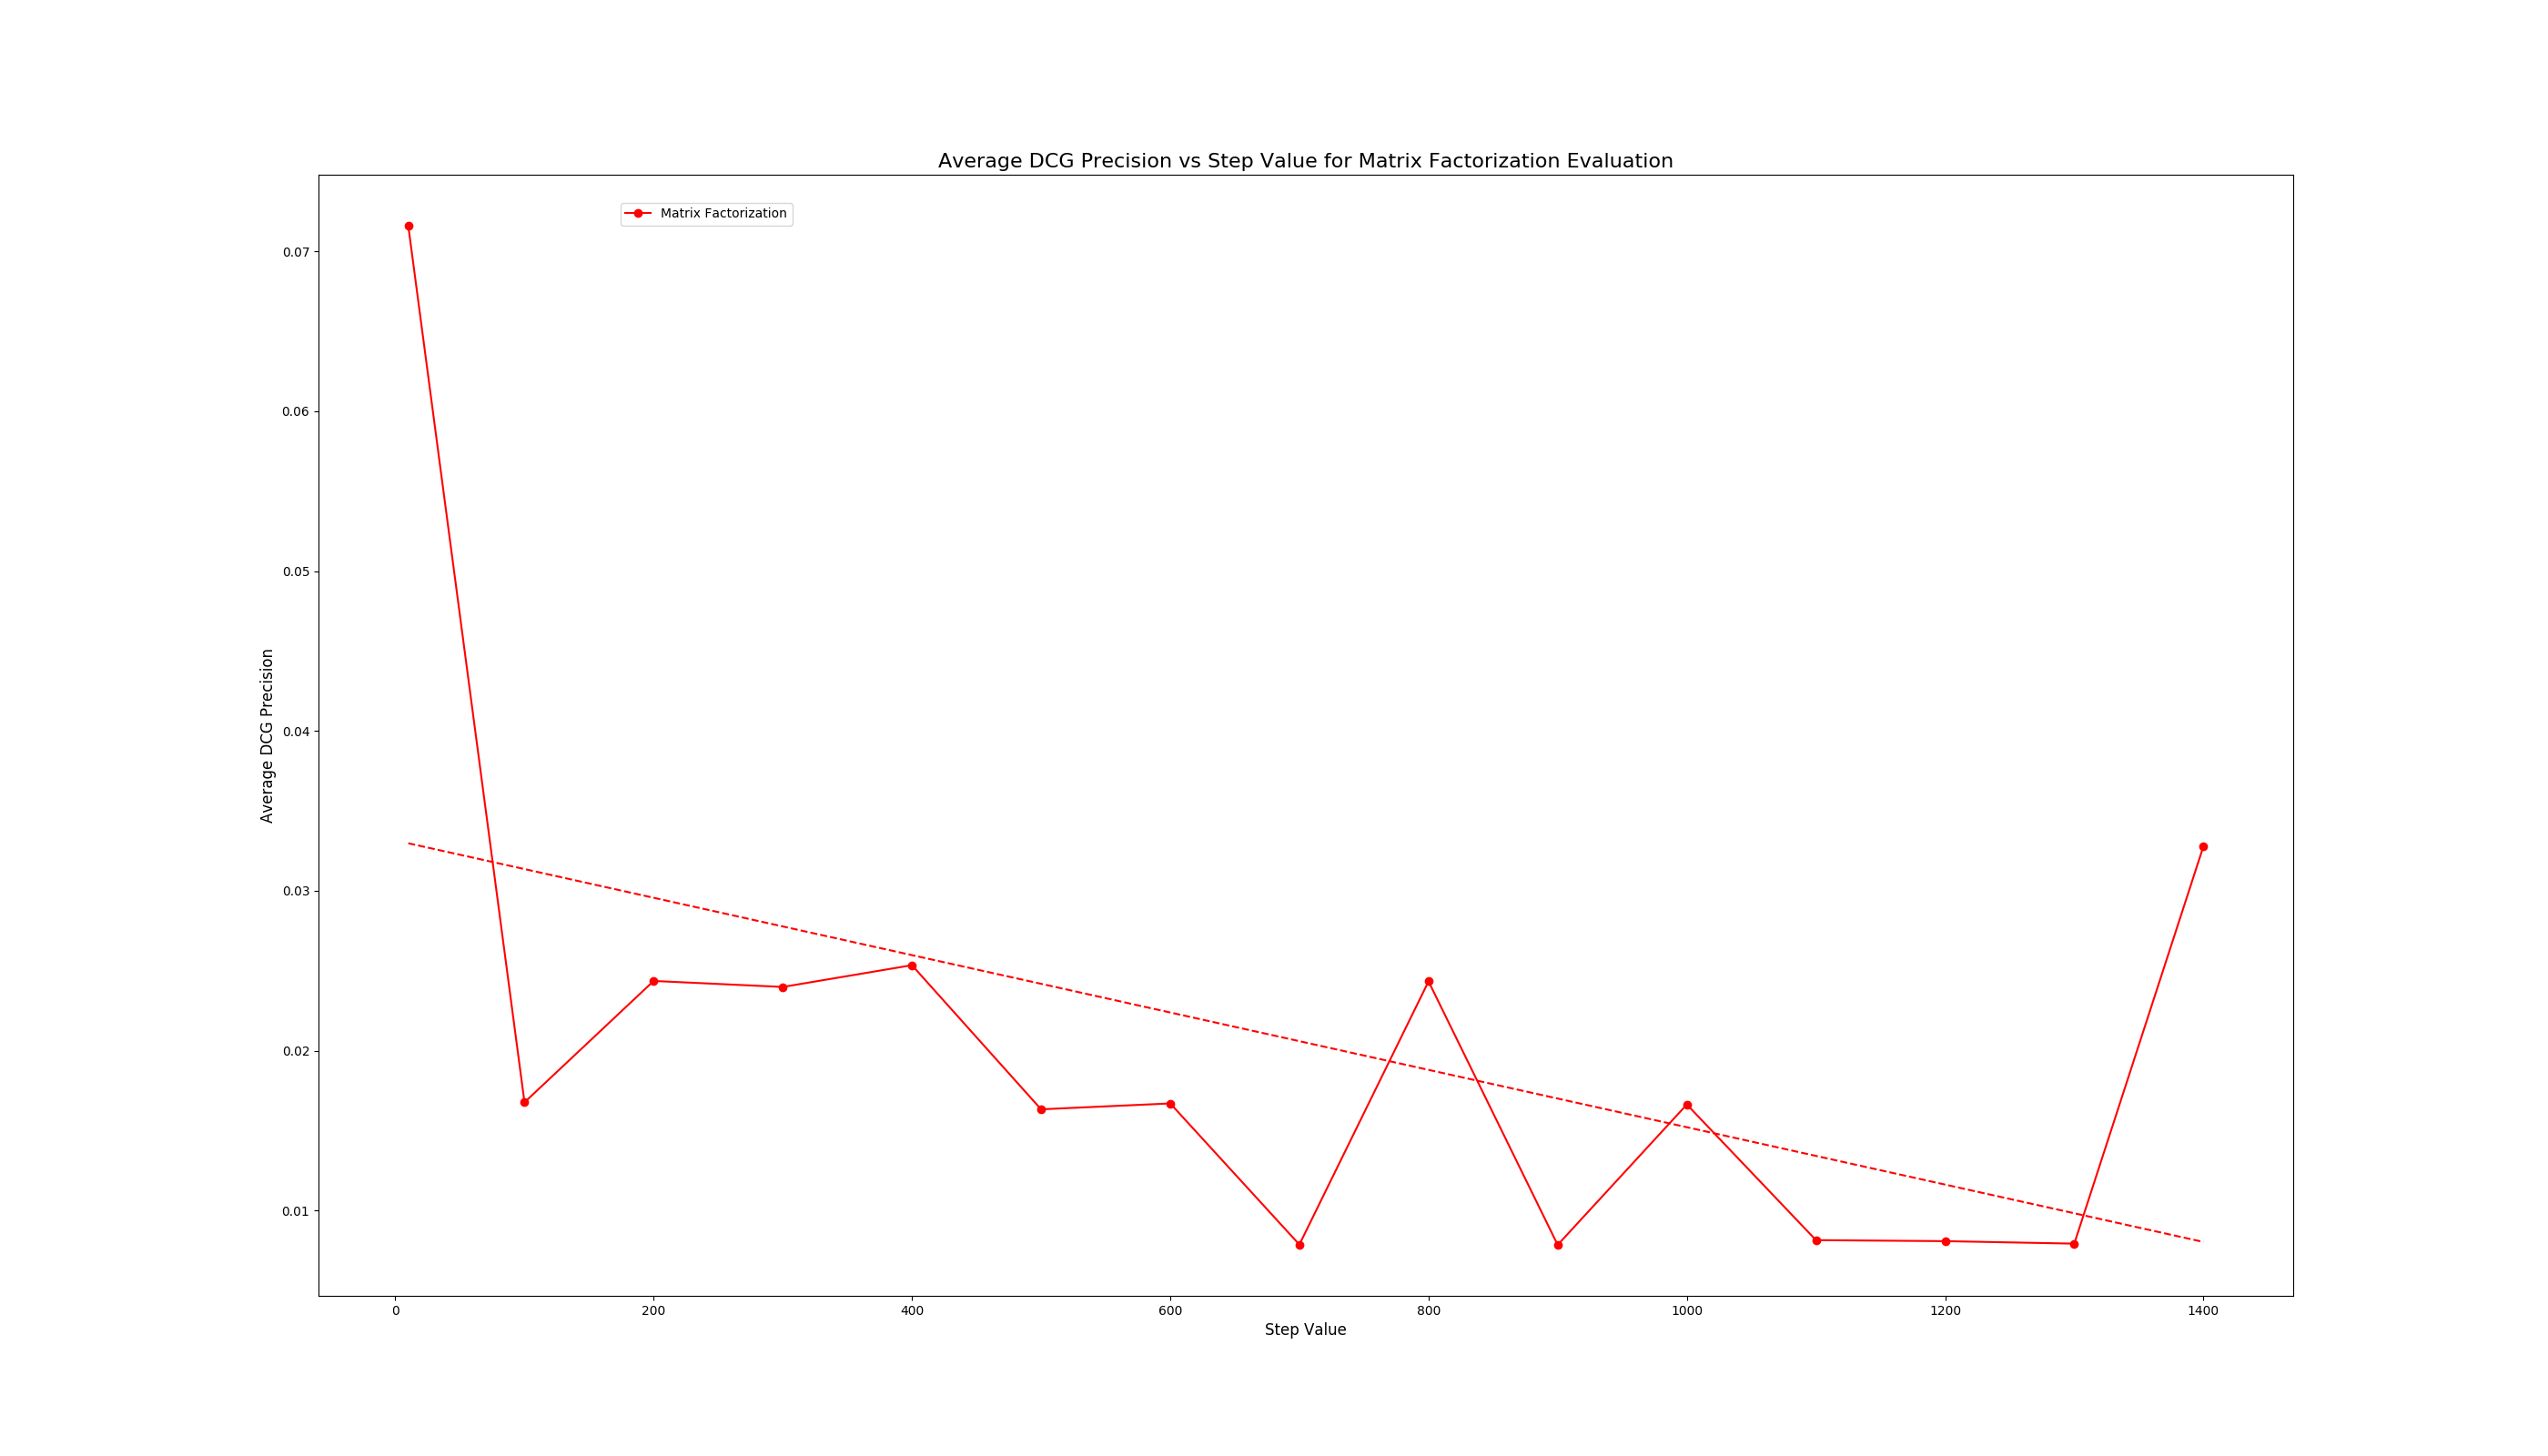 Average DCG Precision vs Step Value for Matrix Factorization Evaluation
Matrix Factorization
0.07
0.06
0.05
0.04
0.03
0.02
0.01
Average DCG Precision
0 200 400 600 800 1000 1200 1400
Step Value